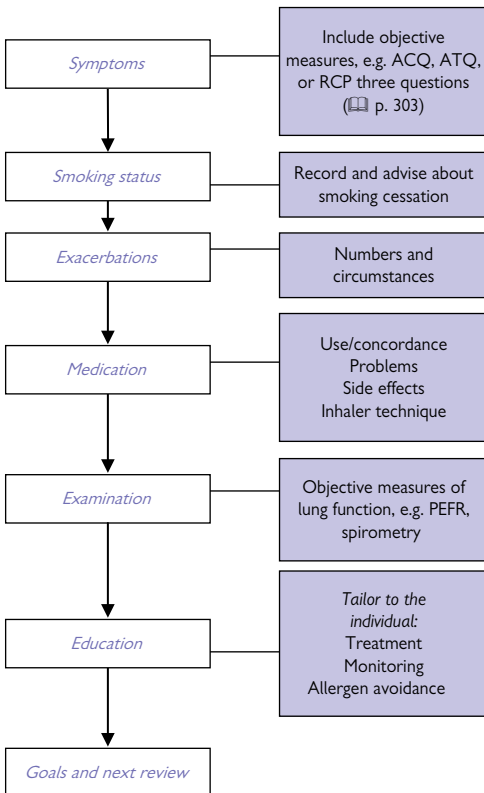 Symptoms
Include objective
measures, e.g. ACQ, ATQ,
or RCP three questions
(📖 p. 303)
Smoking status
Record and advise about
smoking cessation
Exacerbations
Numbers and
circumstances
Medication
Use/concordance
Problems
Side effects
Inhaler technique
Examination
Objective measures of
lung function, e.g. PEFR,
spirometry
Education
Tailor to the
individual:
Treatment
Monitoring
Allergen avoidance
Goals and next review